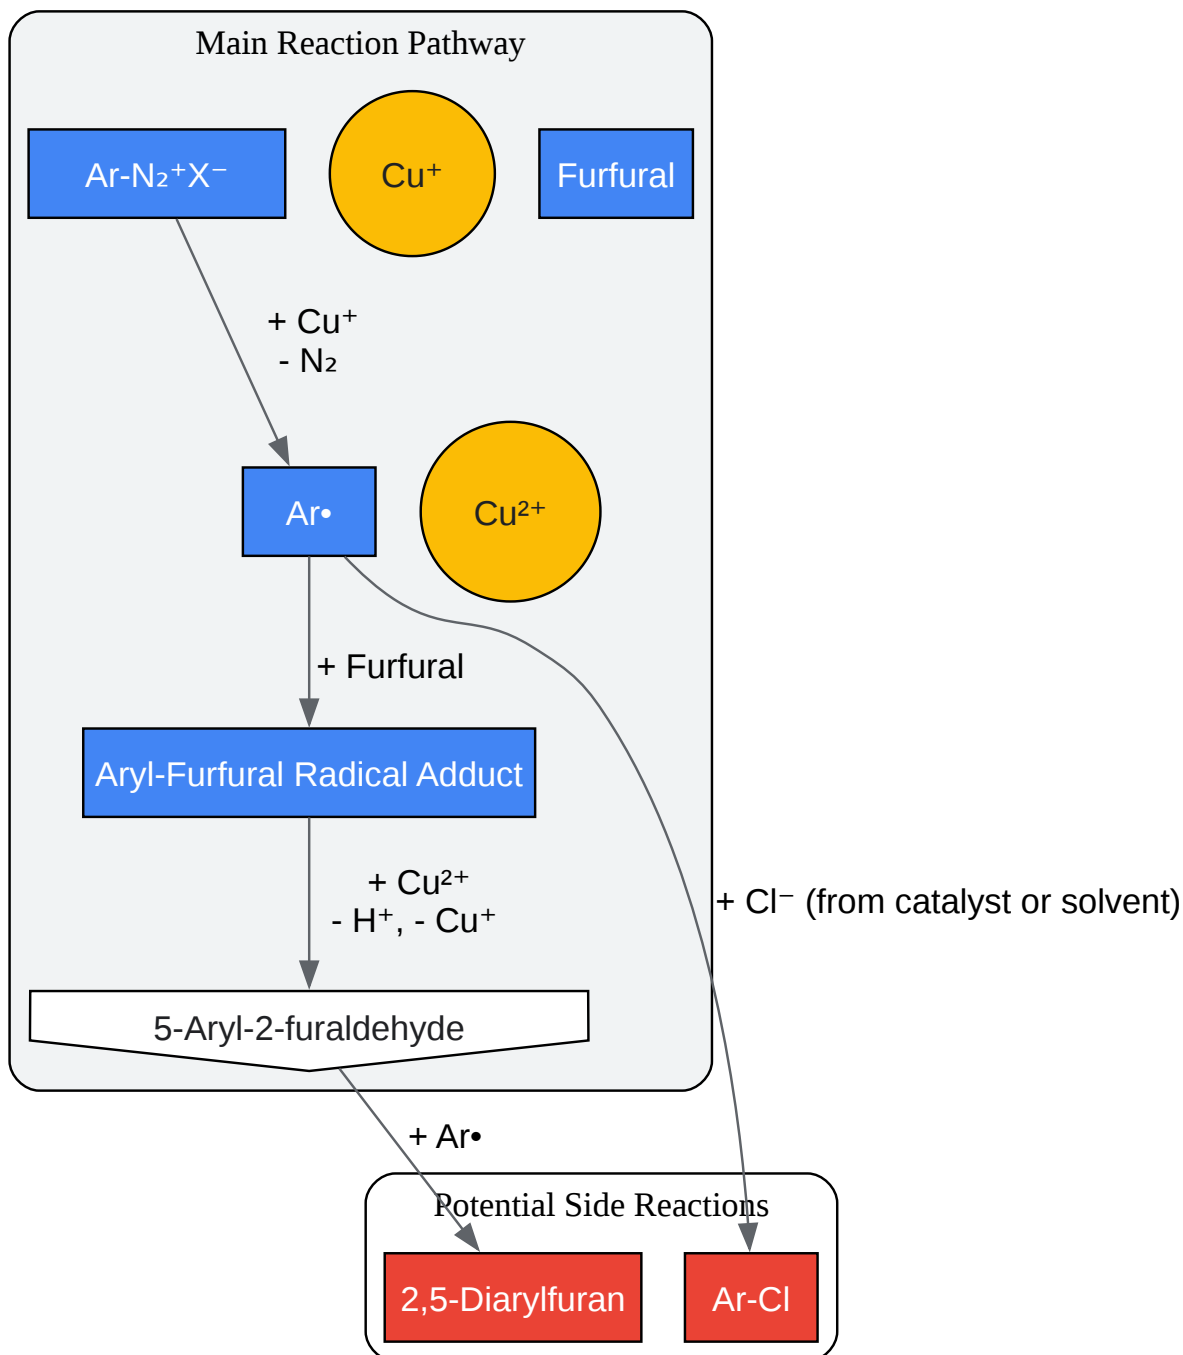 Main Reaction Pathway
Ar-N₂⁺X⁻
Cu⁺
Furfural
+ Cu⁺
- N₂
Ar•
Cu²⁺
+ Furfural
Aryl-Furfural Radical Adduct
+ Cu²⁺
- H⁺, - Cu⁺
+ Cl⁻ (from catalyst or solvent)
5-Aryl-2-furaldehyde
+ Ar•
Potential Side Reactions
2,5-Diarylfuran
Ar-Cl